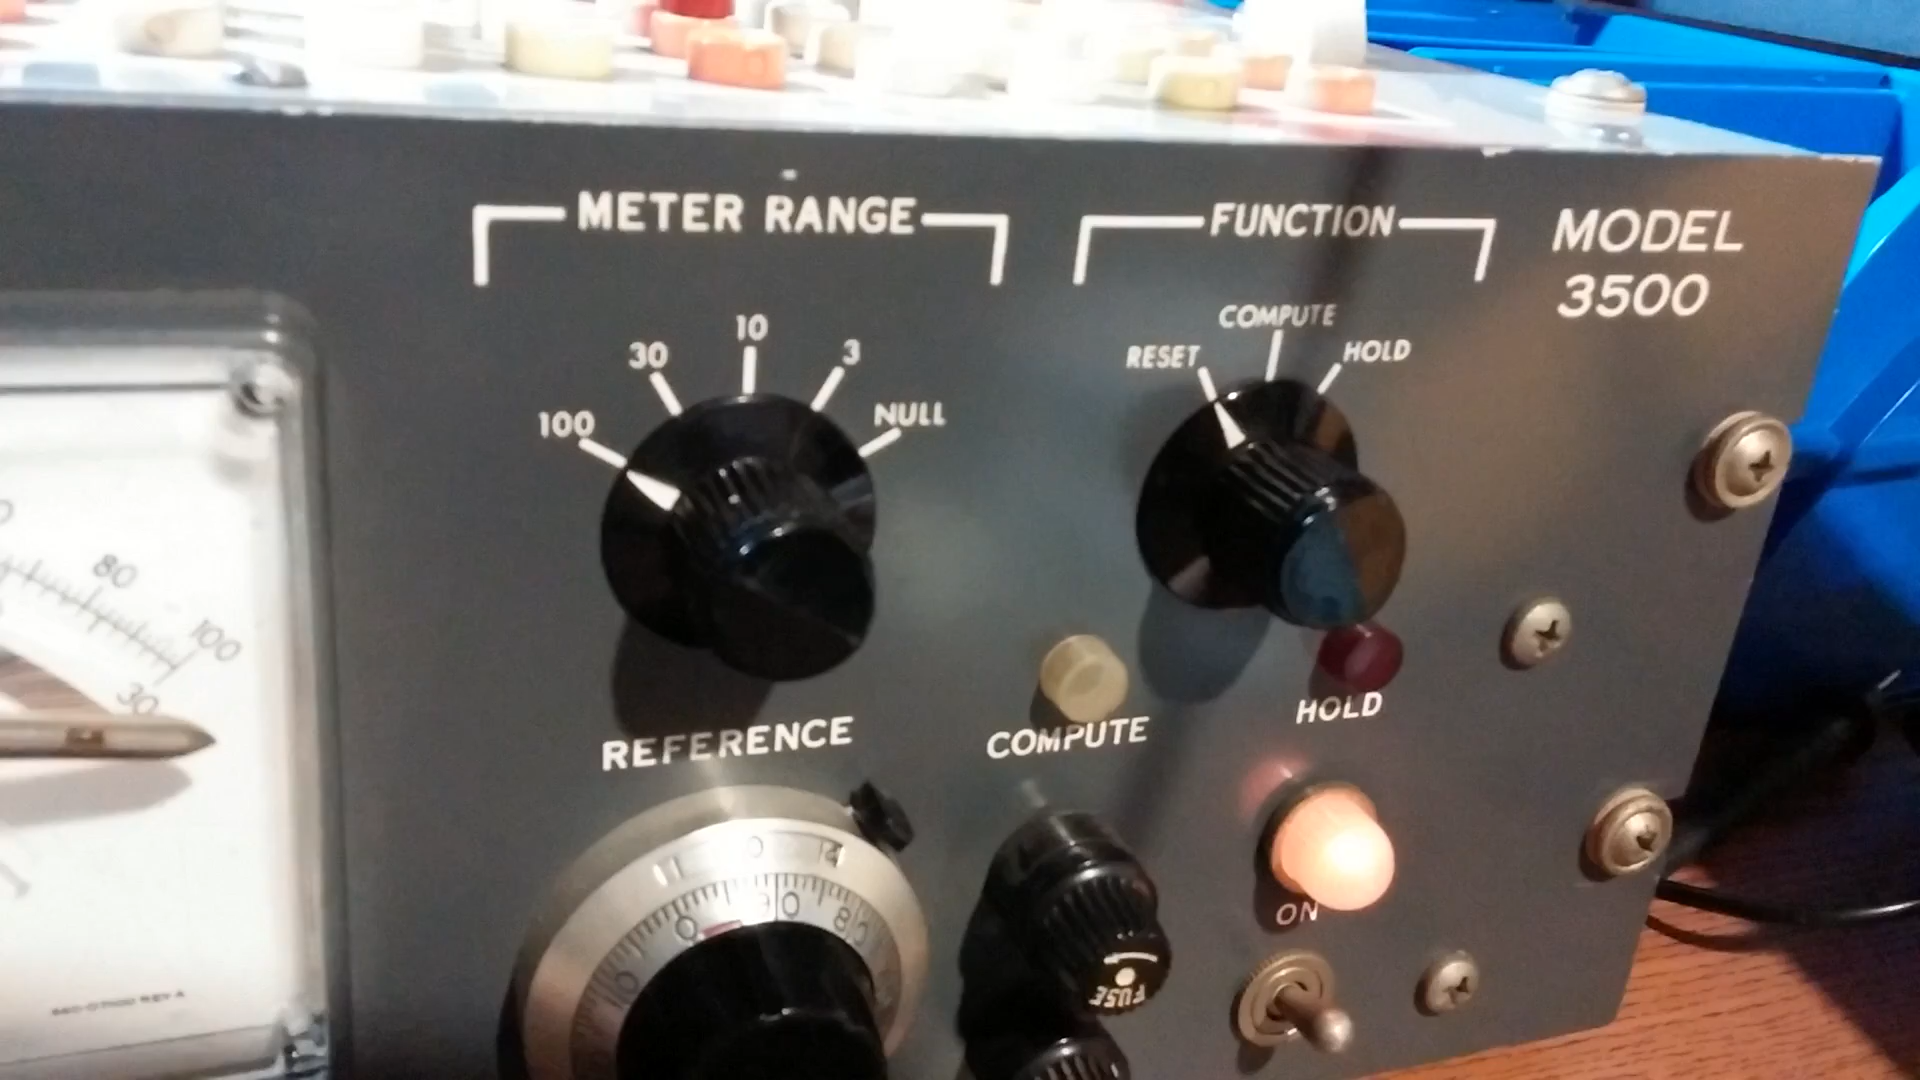 METER RANGE
FUNCTION
MODEL
3500
100
30
10
3
NULL
RESET
COMPUTE
HOLD
80
100
30
REFERENCE
COMPUTE
HOLD
ON
FUSE
0